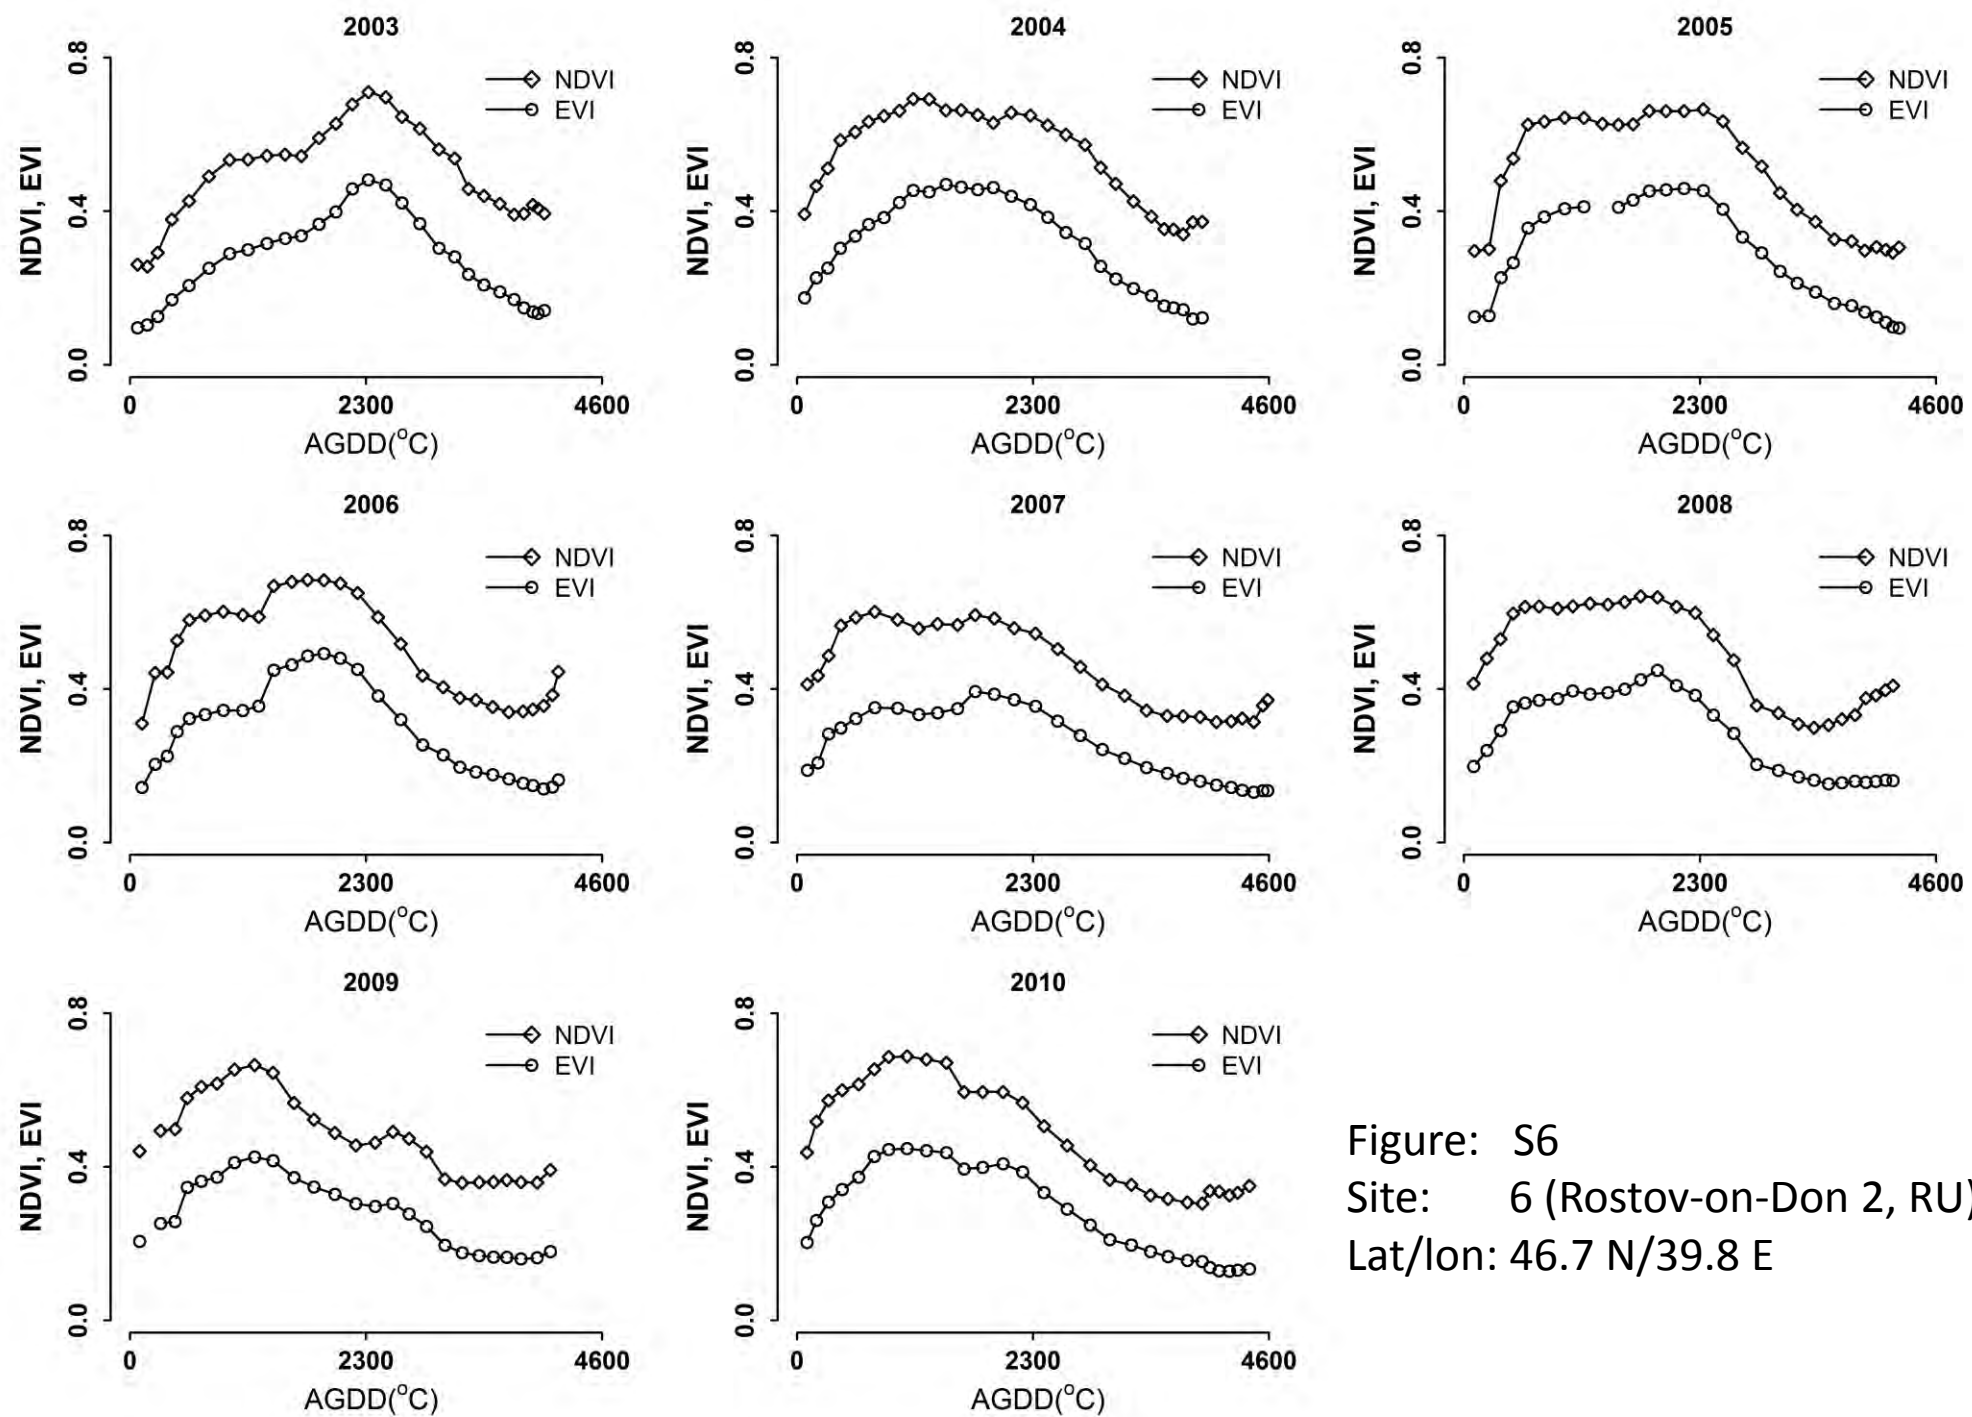 2003
NDVI
EVI
NDVI, EVI
0.8
0.4
0.0
0 2300 4600
AGDD(°C)
2004
NDVI
EVI
NDVI, EVI
0.8
0.4
0.0
0 2300 4600
AGDD(°C)
2005
NDVI
EVI
NDVI, EVI
0.8
0.4
0.0
0 2300 4600
AGDD(°C)
2006
NDVI
EVI
NDVI, EVI
0.8
0.4
0.0
0 2300 4600
AGDD(°C)
2007
NDVI
EVI
NDVI, EVI
0.8
0.4
0.0
0 2300 4600
AGDD(°C)
2008
NDVI
EVI
NDVI, EVI
0.8
0.4
0.0
0 2300 4600
AGDD(°C)
2009
NDVI
EVI
NDVI, EVI
0.8
0.4
0.0
0 2300 4600
AGDD(°C)
2010
NDVI
EVI
NDVI, EVI
0.8
0.4
0.0
0 2300 4600
AGDD(°C)
Figure: S6
Site: 6 (Rostov-on-Don 2, RU)
Lat/lon: 46.7 N/39.8 E